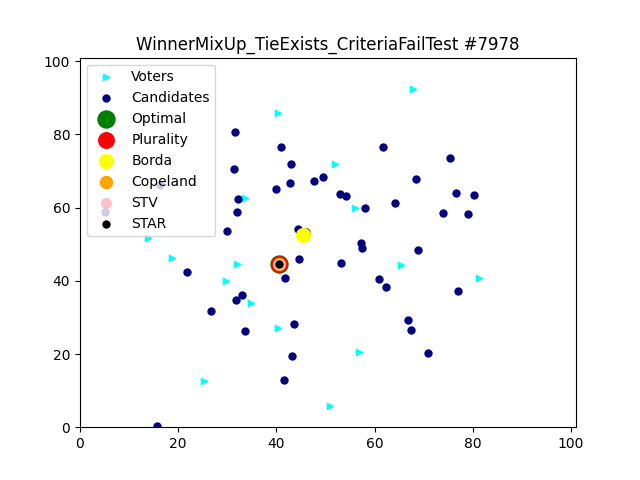 WinnerMixUp_TieExists_CriteriaFailTest #7978
100
80
60
40
20
0
Voters
Candidates
Optimal
Plurality
Borda
Copeland
STV
STAR
0 20 40 60 80 100